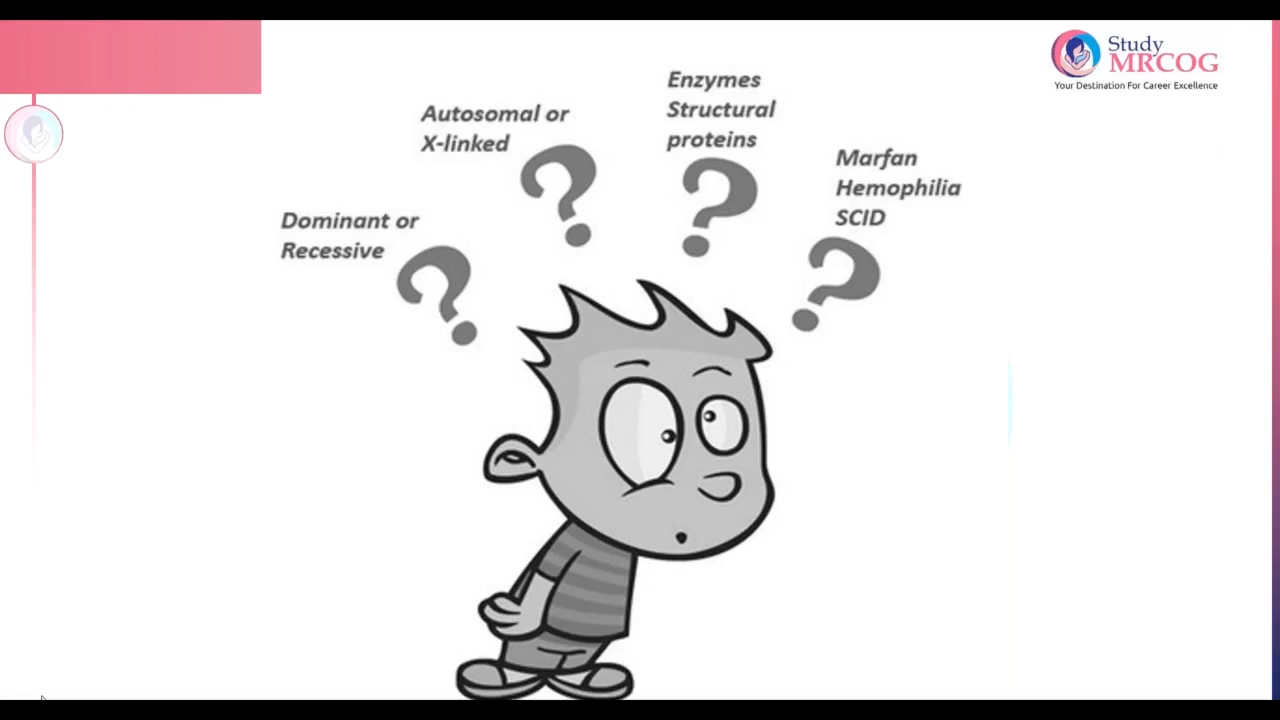 Study
MRCOG
Your Destination For Career Excellence
Enzymes
Structural
proteins
Autosomal or
X-linked
Marfan
Hemophilia
SCID
Dominant or
Recessive